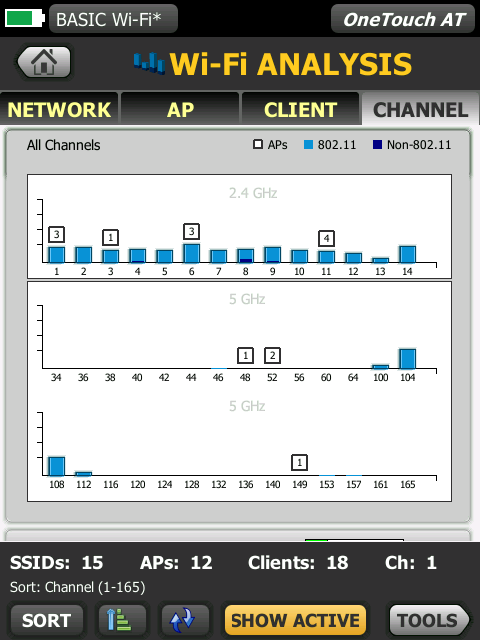 BASIC Wi-Fi* OneTouch AT
Wi-Fi ANALYSIS
NETWORK AP CLIENT CHANNEL
All Channels APs 802.11 Non-802.11
2.4 GHz
3 1 3 4
1 2 3 4 5 6 7 8 9 10 11 12 13 14
5 GHz
1 2
34 36 38 40 42 44 46 48 52 56 60 64 100 104
5 GHz
1
108 112 116 120 124 128 132 136 140 149 153 157 161 165
SSIDs: 15 APs: 12 Clients: 18 Ch: 1
Sort: Channel (1-165)
SORT SHOW ACTIVE TOOLS